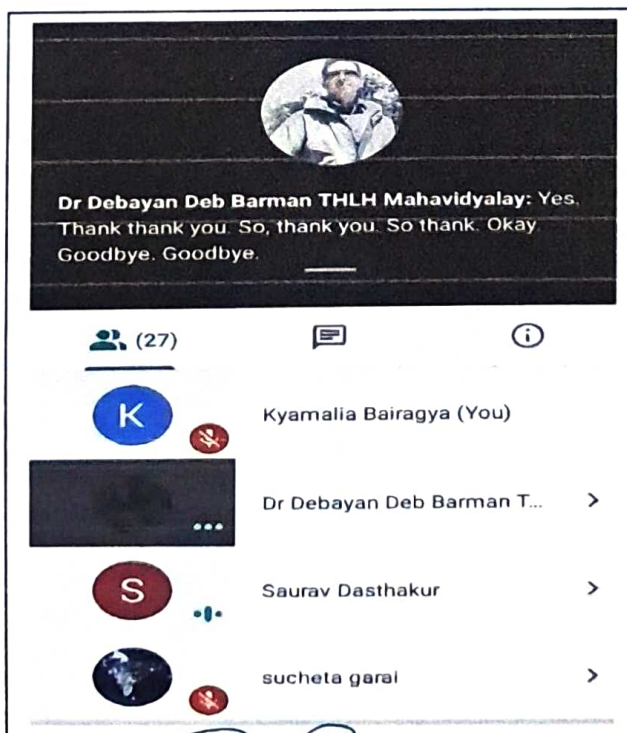 Dr Debayan Deb Barman THLH Mahavidyalay: Yes.
Thank thank you. So, thank you. So thank. Okay
Goodbye. Goodbye.
(27)
K
Kyamalia Bairagya (You)
Dr Debayan Deb Barman T...
S
Saurav Dasthakur
sucheta garai